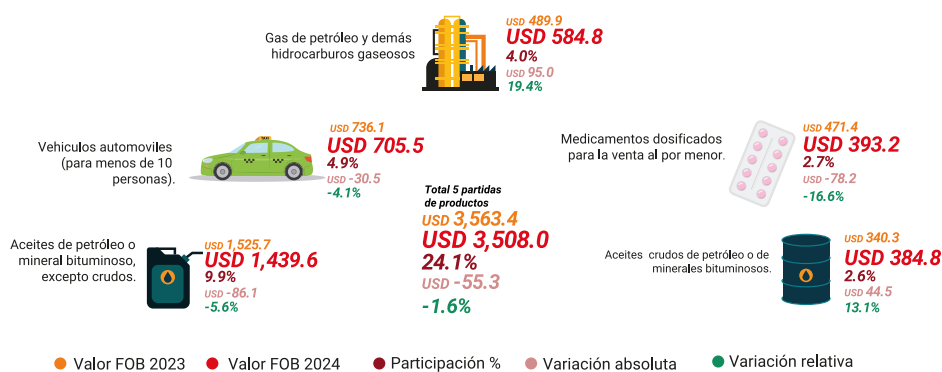 Gas de petróleo y demás
hidrocarburos gaseosos
USD 489.9
USD 584.8
4.0%
USD 95.0
19.4%
Vehiculos automoviles
(para menos de 10
personas).
TAXI
USD 736.1
USD 705.5
4.9%
USD -30.5
-4.1%
Medicamentos dosificados
para la venta al por menor.
USD 471.4
USD 393.2
2.7%
USD -78.2
-16.6%
Total 5 partidas
de productos
USD 3,563.4
USD 3,508.0
24.1%
USD -55.3
-1.6%
Aceites de petróleo o
mineral bituminoso,
excepto crudos.
USD 1,525.7
USD 1,439.6
9.9%
USD -86.1
-5.6%
Aceites crudos de petróleo o de
minerales bituminosos.
USD 340.3
USD 384.8
2.6%
USD 44.5
13.1%
Valor FOB 2023
Valor FOB 2024
Participación %
Variación absoluta
Variación relativa